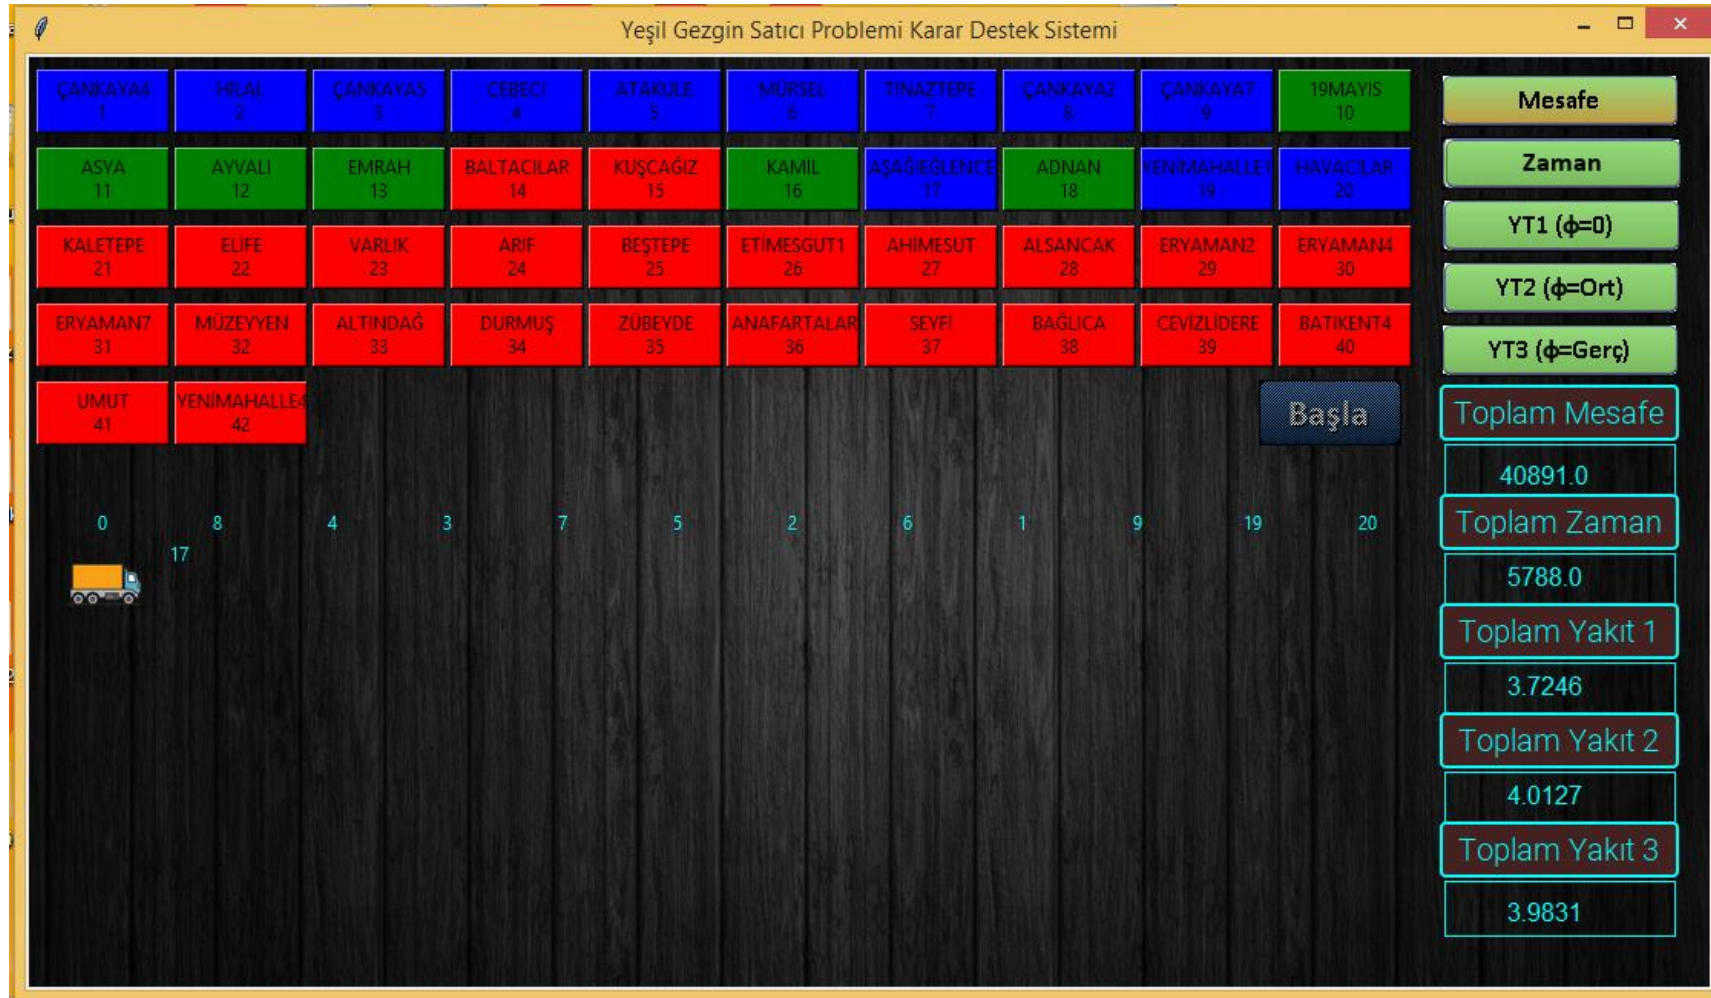 Yeşil Gezgin Satıcı Problemi Karar Destek Sistemi
ÇANKAYA4 HİLAL ÇANKAYA5 CEBECİ ATAKULE MÜRSEL TINAZTEPE ÇANKAYA2 ÇANKAYA7 19MAYIS
1 2 3 4 5 6 7 8 9 10
ASYA AYVALI EMRAH BALTACILAR KUŞCAĞIZ KAMİL AŞAĞIEĞLENCE ADNAN YENİMAHALLE1 HAVACILAR
11 12 13 14 15 16 17 18 19 20
KALETEPE ELIFE VARLIK ARIF BEŞTEPE ETİMESGUT1 AHİMESUT ALSANCAK ERYAMAN2 ERYAMAN4
21 22 23 24 25 26 27 28 29 30
ERYAMAN7 MÜZEYYEN ALTINDAĞ DURMUŞ ZÜBEYDE ANAFARTALAR SEYFİ BAĞLICA CEVİZLİDERE BATIKENT4
31 32 33 34 35 36 37 38 39 40
UMUT YENİMAHALLE4
41 42
Başla
0 8 4 3 7 5 2 6 1 9 19 20
17
Mesafe
Zaman
YT1 (ϕ=0)
YT2 (ϕ=Ort)
YT3 (ϕ=Gerç)
Toplam Mesafe
40891.0
Toplam Zaman
5788.0
Toplam Yakıt 1
3.7246
Toplam Yakıt 2
4.0127
Toplam Yakıt 3
3.9831